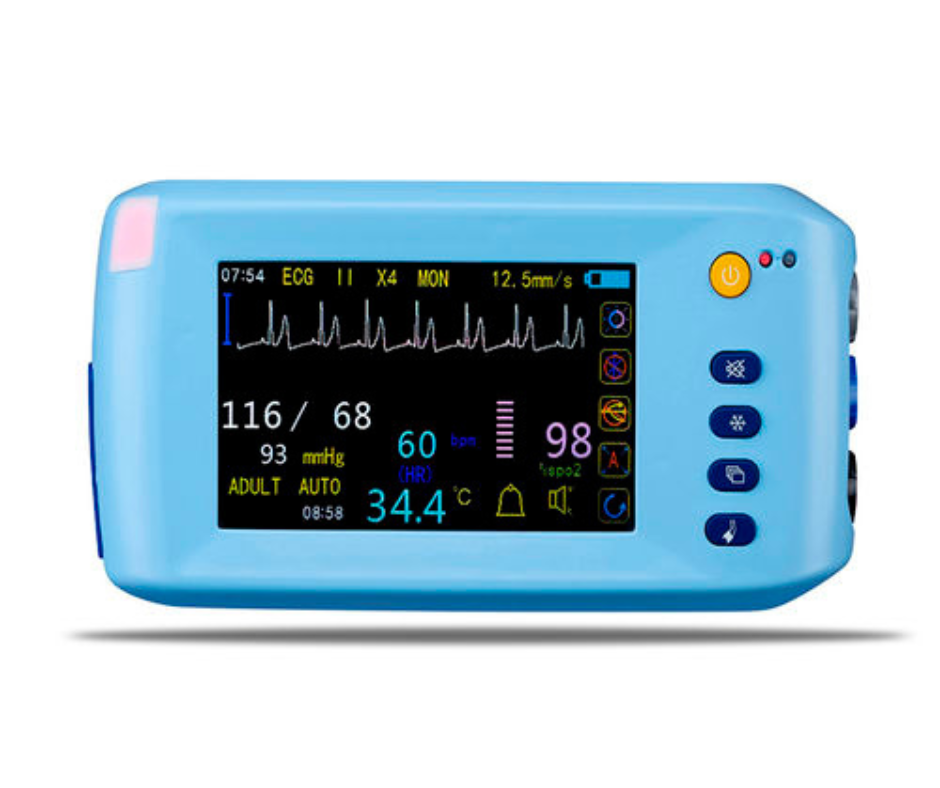 07:54 ECG II X4 MON 12.5mm/s
116/ 68
93 mmHg
60 bpm
(HR)
98
%spo2
ADULT AUTO
08:58
34.4 °C
A